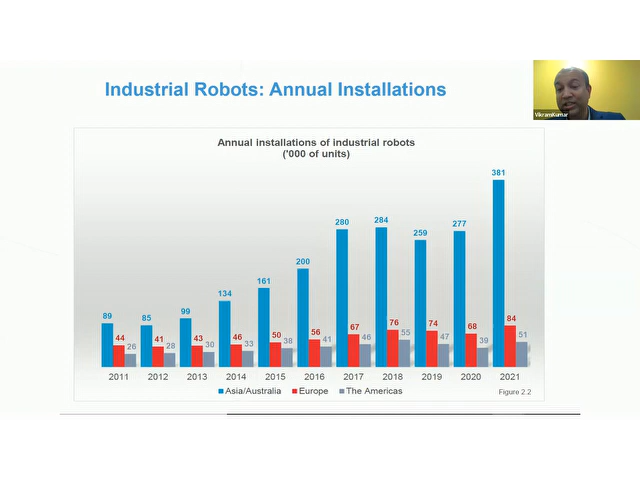 Industrial Robots: Annual Installations
VikramKumar
Annual installations of industrial robots
('000 of units)
89 44 26
85 41 28
99 43 30
134 46 33
161 50 38
200 56 41
280 67 46
284 76 55
259 74 47
277 68 39
381 84 51
2011 2012 2013 2014 2015 2016 2017 2018 2019 2020 2021
Asia/Australia Europe The Americas
Figure 2.2